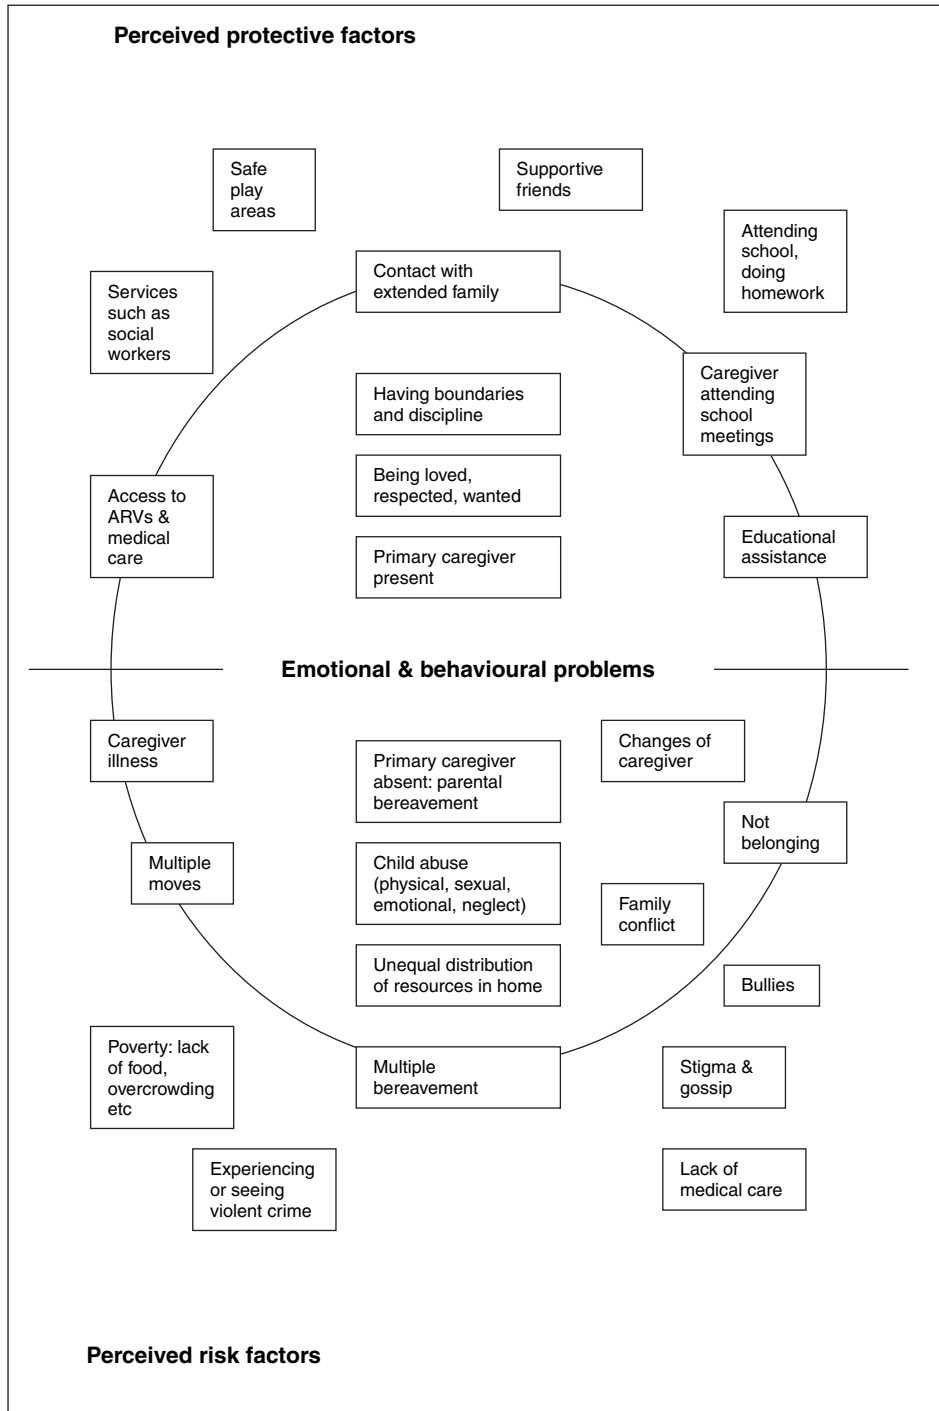 Perceived protective factors
Safe
play
areas
Supportive
friends
Attending
school,
doing
homework
Contact with
extended family
Services
such as
social
workers
Caregiver
attending
school
meetings
Having boundaries
and discipline
Being loved,
respected, wanted
Access to
ARVs &
medical
care
Educational
assistance
Primary caregiver
present
Emotional & behavioural problems
Caregiver
illness
Primary caregiver
absent: parental
bereavement
Changes of
caregiver
Not
belonging
Multiple
moves
Child abuse
(physical, sexual,
emotional, neglect)
Family
conflict
Unequal distribution
of resources in home
Bullies
Poverty: lack
of food,
overcrowding
etc
Multiple
bereavement
Stigma &
gossip
Experiencing
or seeing
violent crime
Lack of
medical care
Perceived risk factors